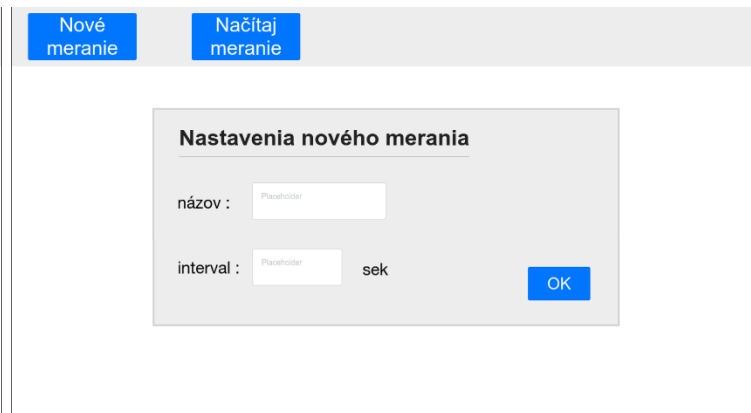 Nové
meranie
Načítaj
meranie
Nastavenia nového merania
názov :
Placeholder
interval :
Placeholder
sek
OK